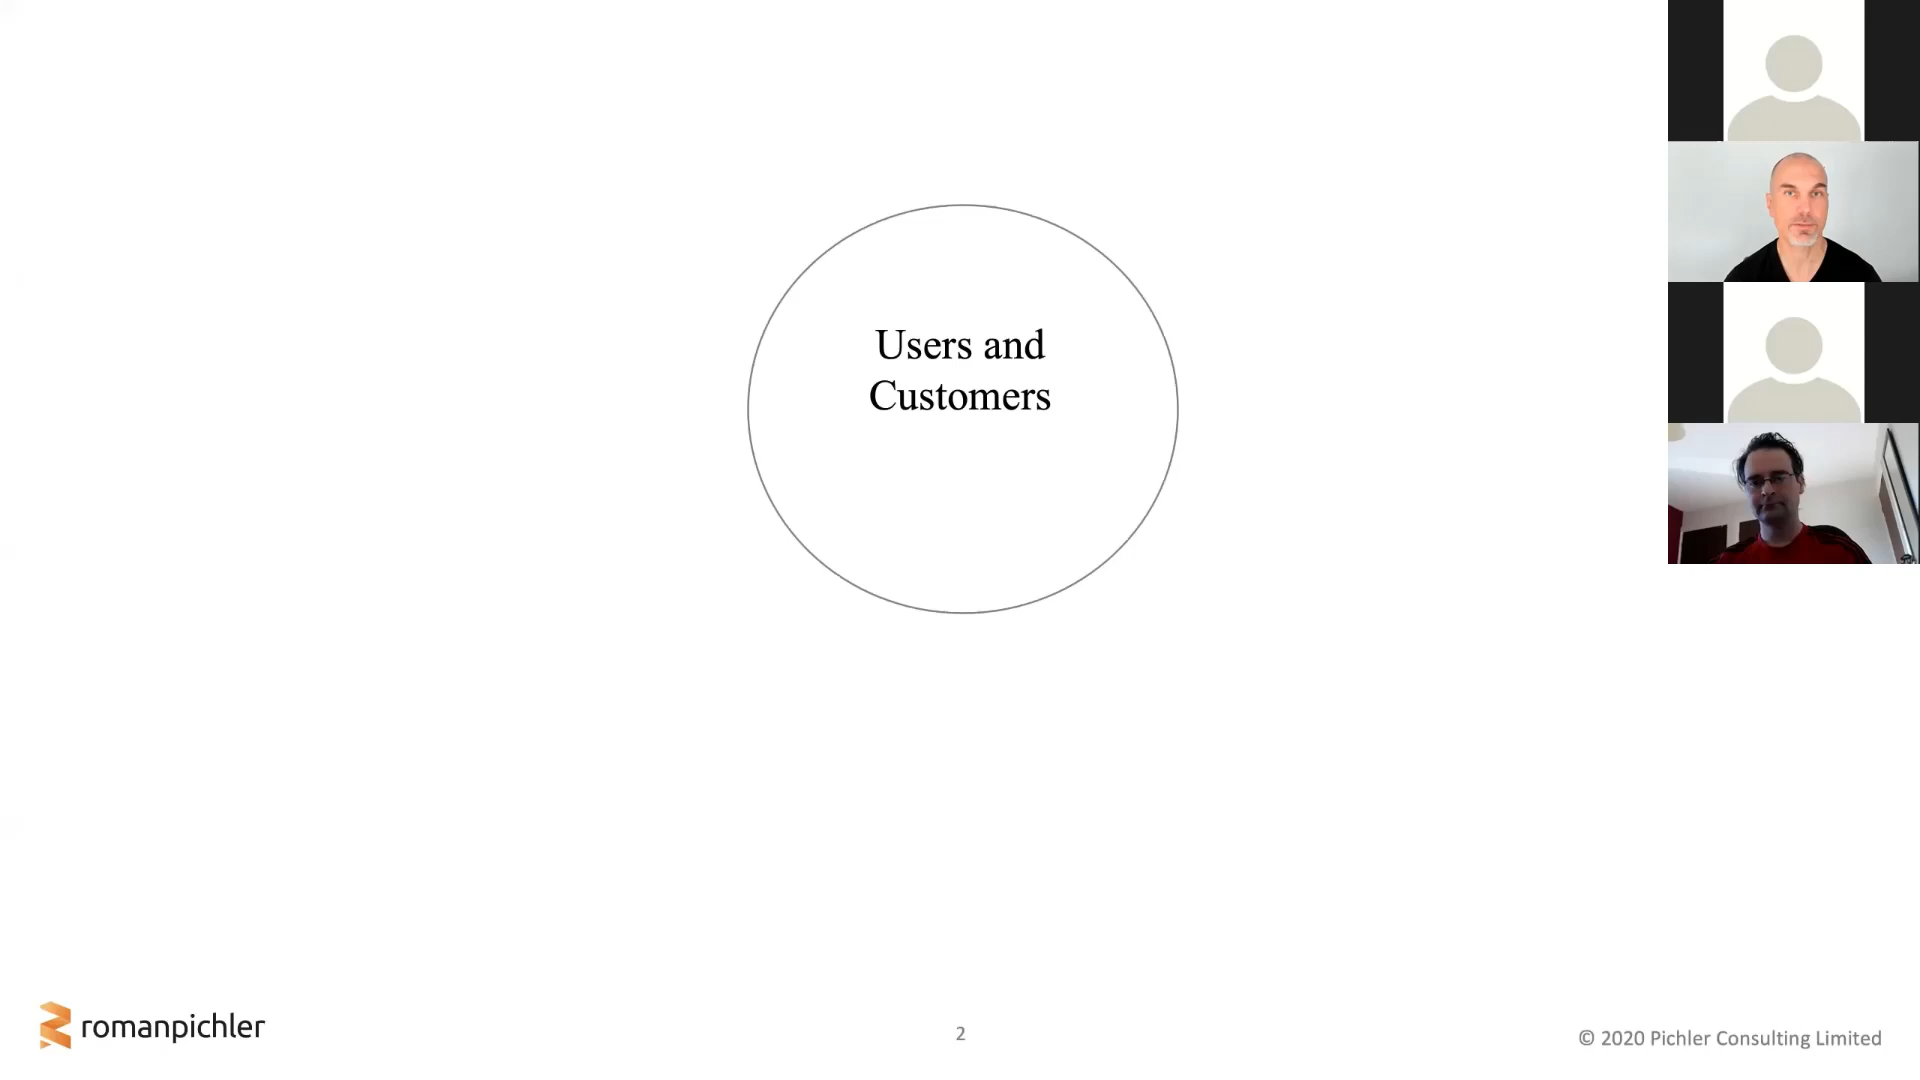 Users and
Customers
romanpichler
2
© 2020 Pichler Consulting Limited